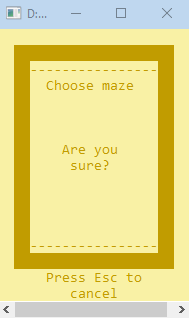 D:...
--------------
Choose maze
Are you
sure?
--------------
Press Esc to
cancel